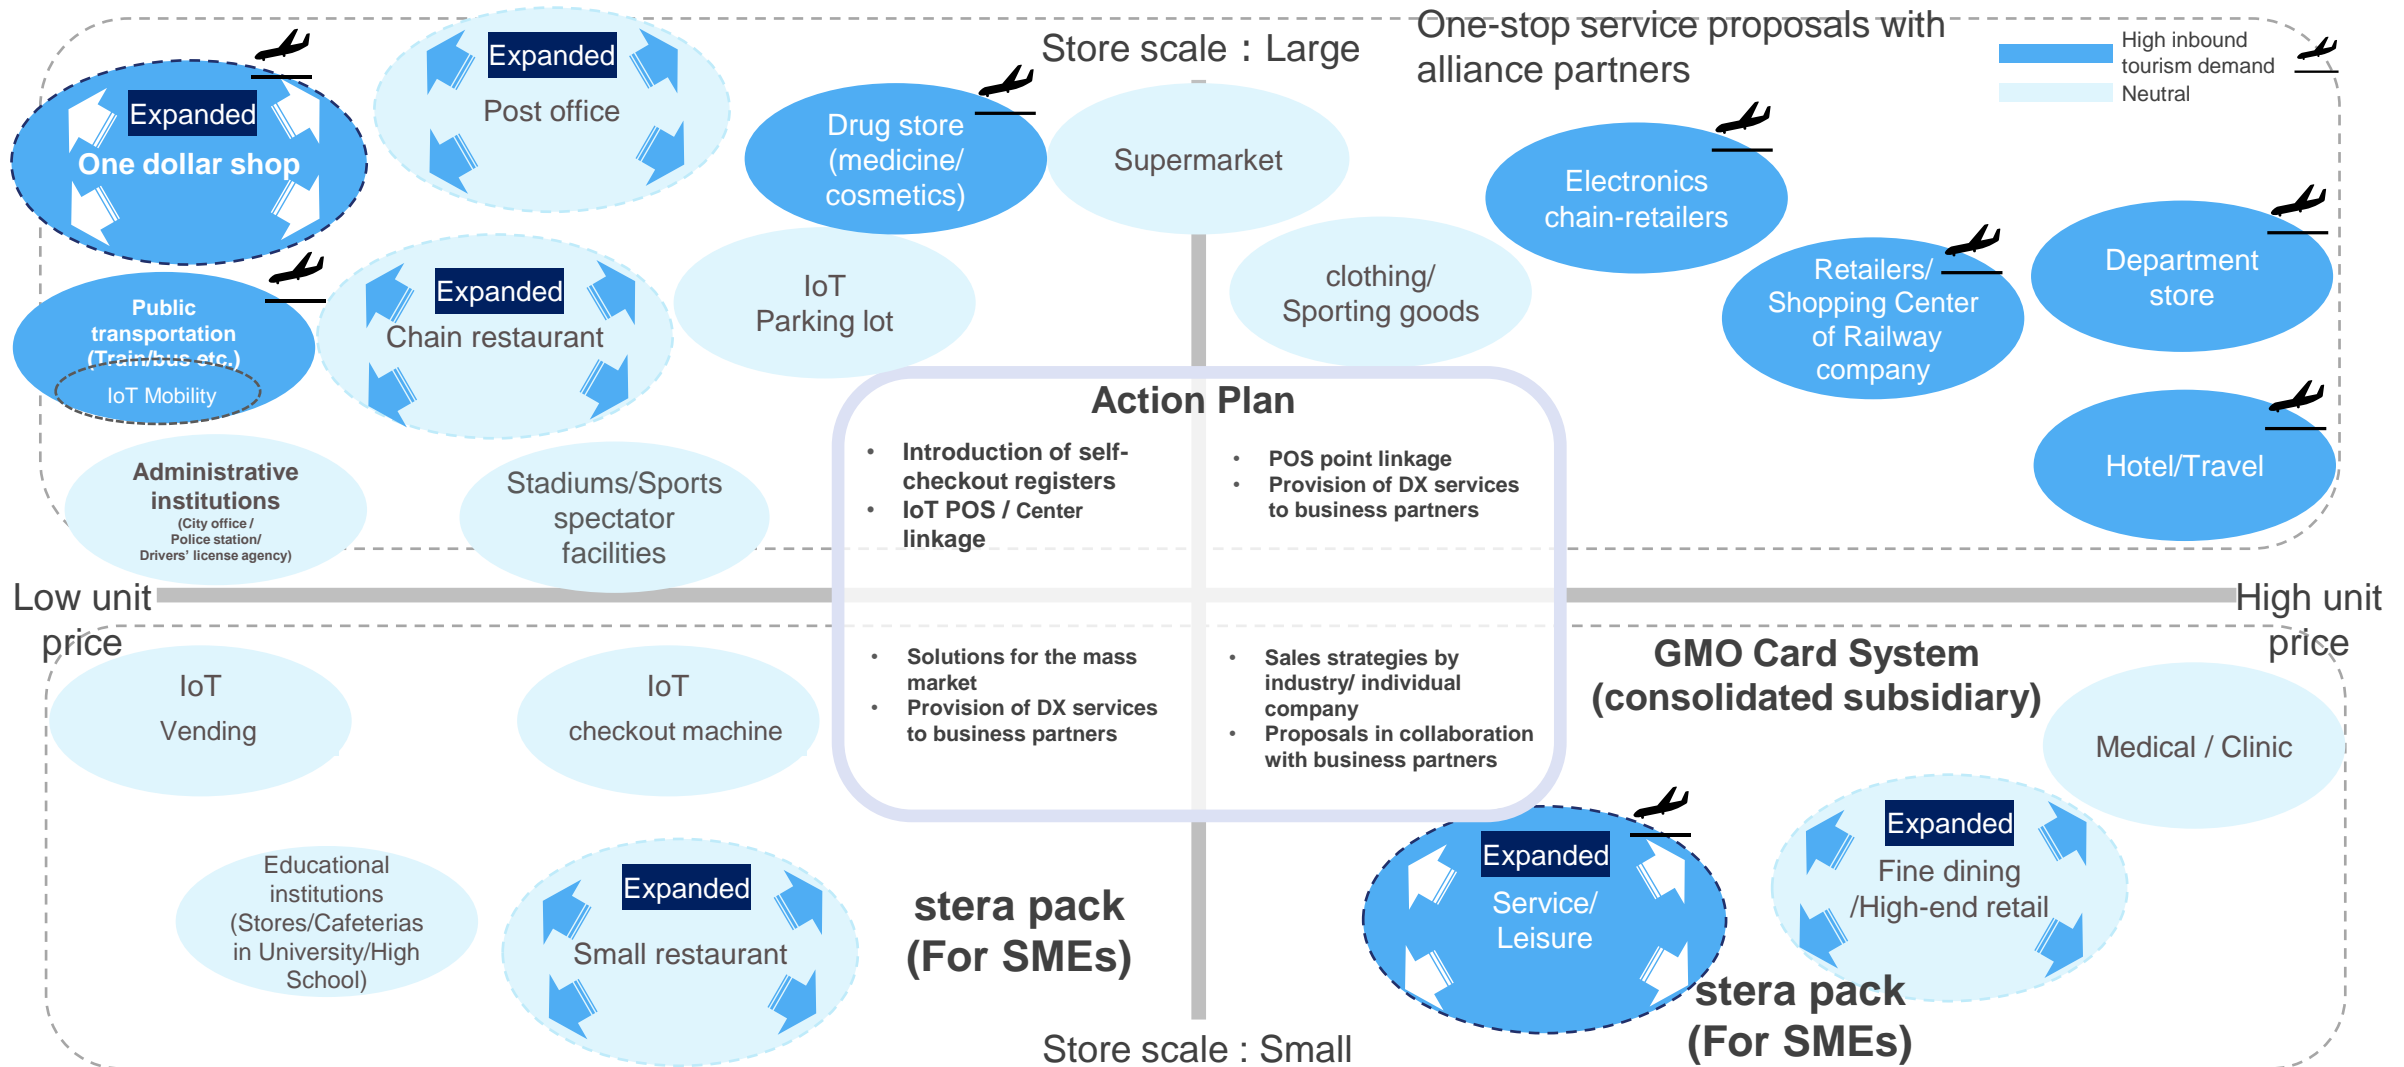 Store scale : Large
One-stop service proposals with
alliance partners
High inbound
tourism demand
Neutral
Expanded
One dollar shop
Expanded
Post office
Drug store
(medicine/
cosmetics)
Supermarket
Electronics
chain-retailers
Department
store
Retailers/
Shopping Center
of Railway
company
clothing/
Sporting goods
IoT
Parking lot
Expanded
Chain restaurant
Public
transportation
(Train/bus etc.)
IoT Mobility
Hotel/Travel
Administrative
institutions
(City office /
Police station/
Drivers' license agency)
Stadiums/Sports
spectator
facilities
Action Plan
• Introduction of self-
checkout registers
• IoT POS / Center
linkage
• POS point linkage
• Provision of DX services
to business partners
Low unit
price
High unit
price
• Solutions for the mass
market
• Provision of DX services
to business partners
• Sales strategies by
industry/ individual
company
• Proposals in collaboration
with business partners
GMO Card System
(consolidated subsidiary)
IoT
Vending
IoT
checkout machine
Medical / Clinic
Educational
institutions
(Stores/Cafeterias
in University/High
School)
Expanded
Small restaurant
stera pack
(For SMEs)
Expanded
Service/
Leisure
Expanded
Fine dining
/High-end retail
stera pack
(For SMEs)
Store scale : Small